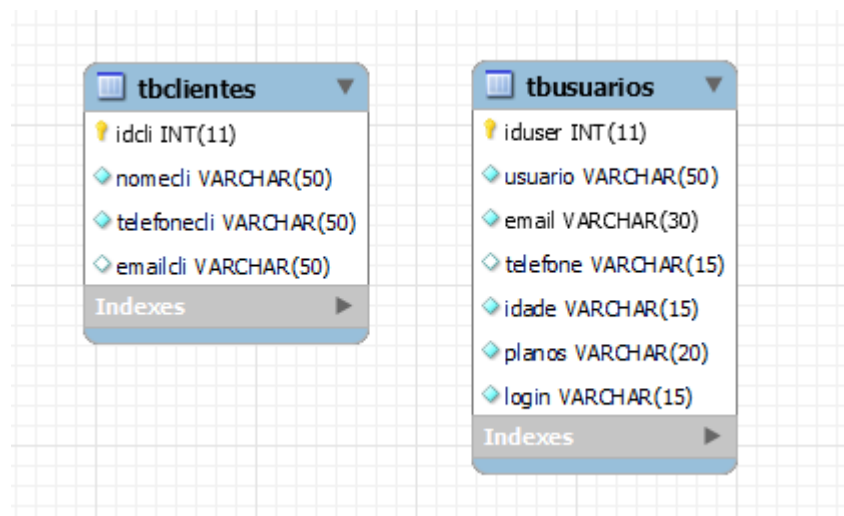 tbclientes
idcli INT(11)
nomecli VARCHAR(50)
telefonecli VARCHAR(50)
emailcli VARCHAR(50)
Indexes
tbusuarios
iduser INT(11)
usuario VARCHAR(50)
email VARCHAR(30)
telefone VARCHAR(15)
idade VARCHAR(15)
planos VARCHAR(20)
login VARCHAR(15)
Indexes